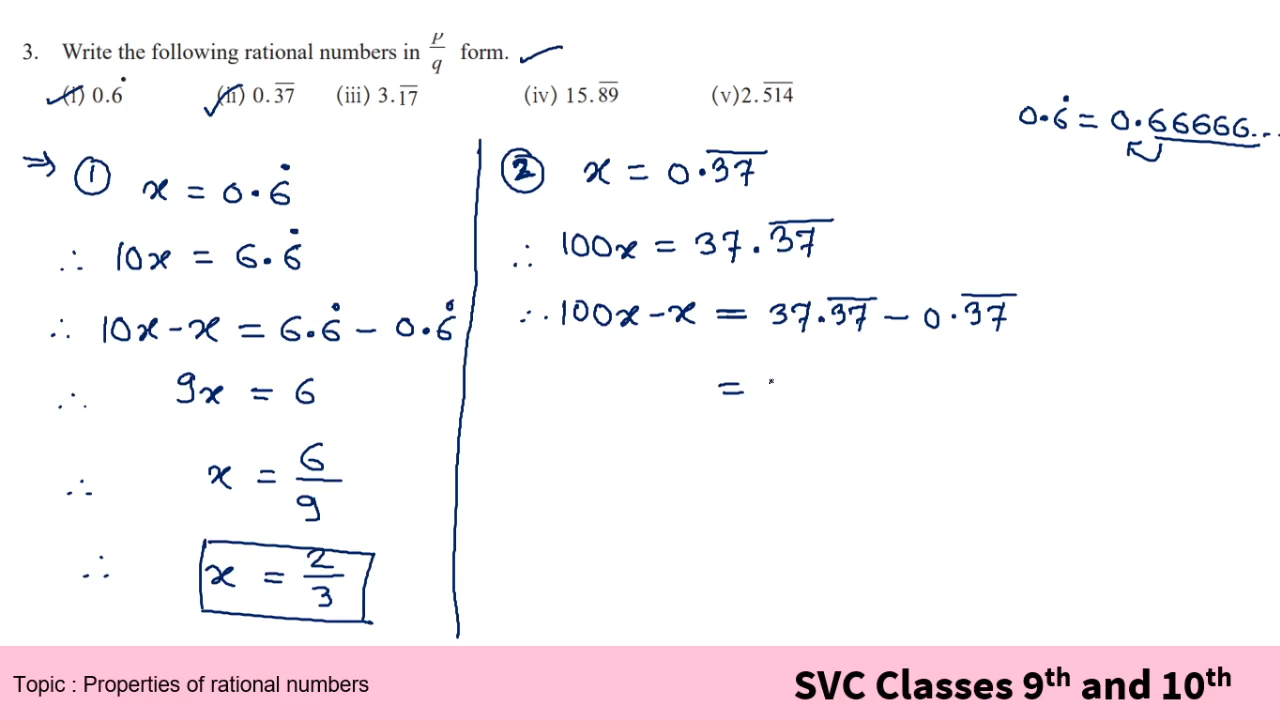 3. Write the following rational numbers in p/q form.
(i) 0.6̇ (ii) 0.3̅7̅ (iii) 3.1̅7̅ (iv) 15.8̅9̅ (v)2.5̅1̅4̅
0.6̇ = 0.66666...
⇒ ① x = 0.6̇
∴ 10x = 6.6̇
∴ 10x - x = 6.6̇ - 0.6̇
∴ 9x = 6
∴ x = 6/9
∴ x = 2/3
② x = 0.3̅7̅
∴ 100x = 37.3̅7̅
∴ 100x - x = 37.3̅7̅ - 0.3̅7̅
=
Topic : Properties of rational numbers
SVC Classes 9th and 10th